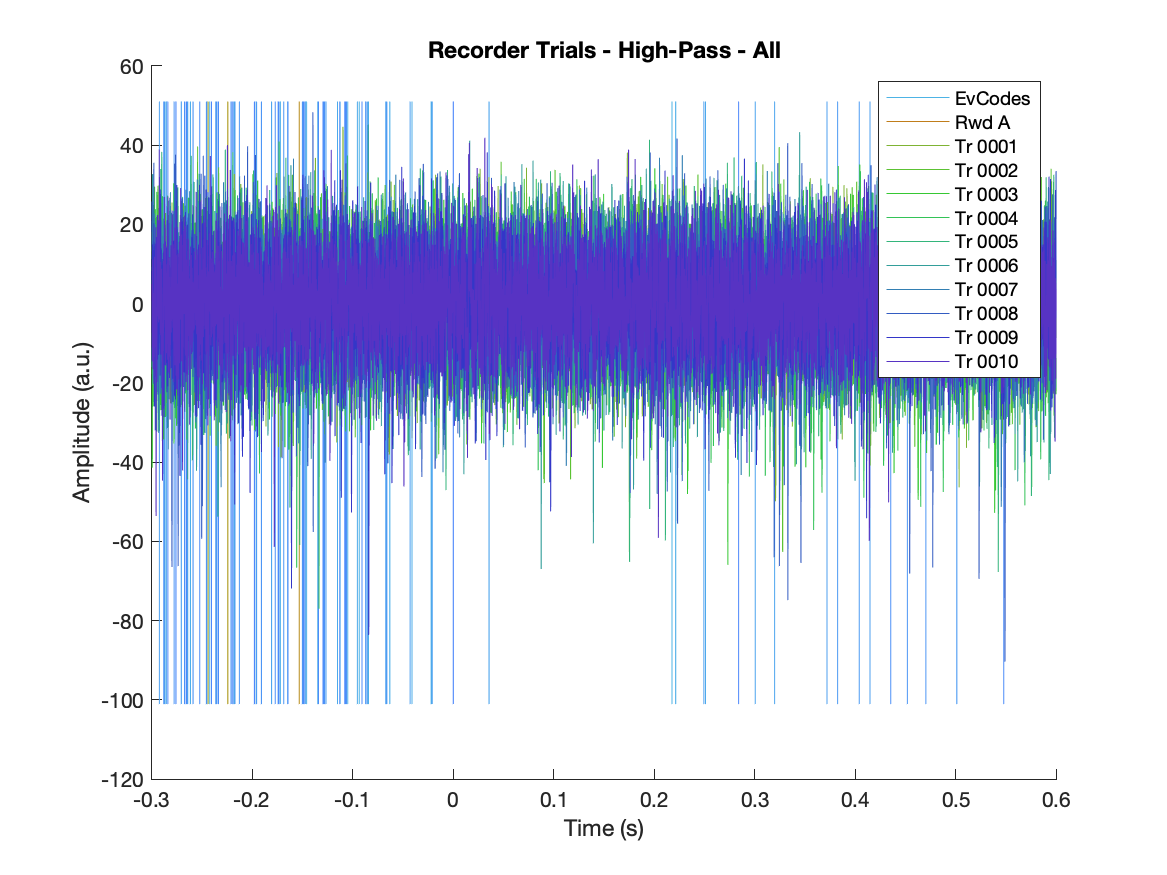 Recorder Trials - High-Pass - All
60
40
20
0
-20
-40
-60
-80
-100
-120
Amplitude (a.u.)
EvCodes
Rwd A
Tr 0001
Tr 0002
Tr 0003
Tr 0004
Tr 0005
Tr 0006
Tr 0007
Tr 0008
Tr 0009
Tr 0010
-0.3 -0.2 -0.1 0 0.1 0.2 0.3 0.4 0.5 0.6
Time (s)